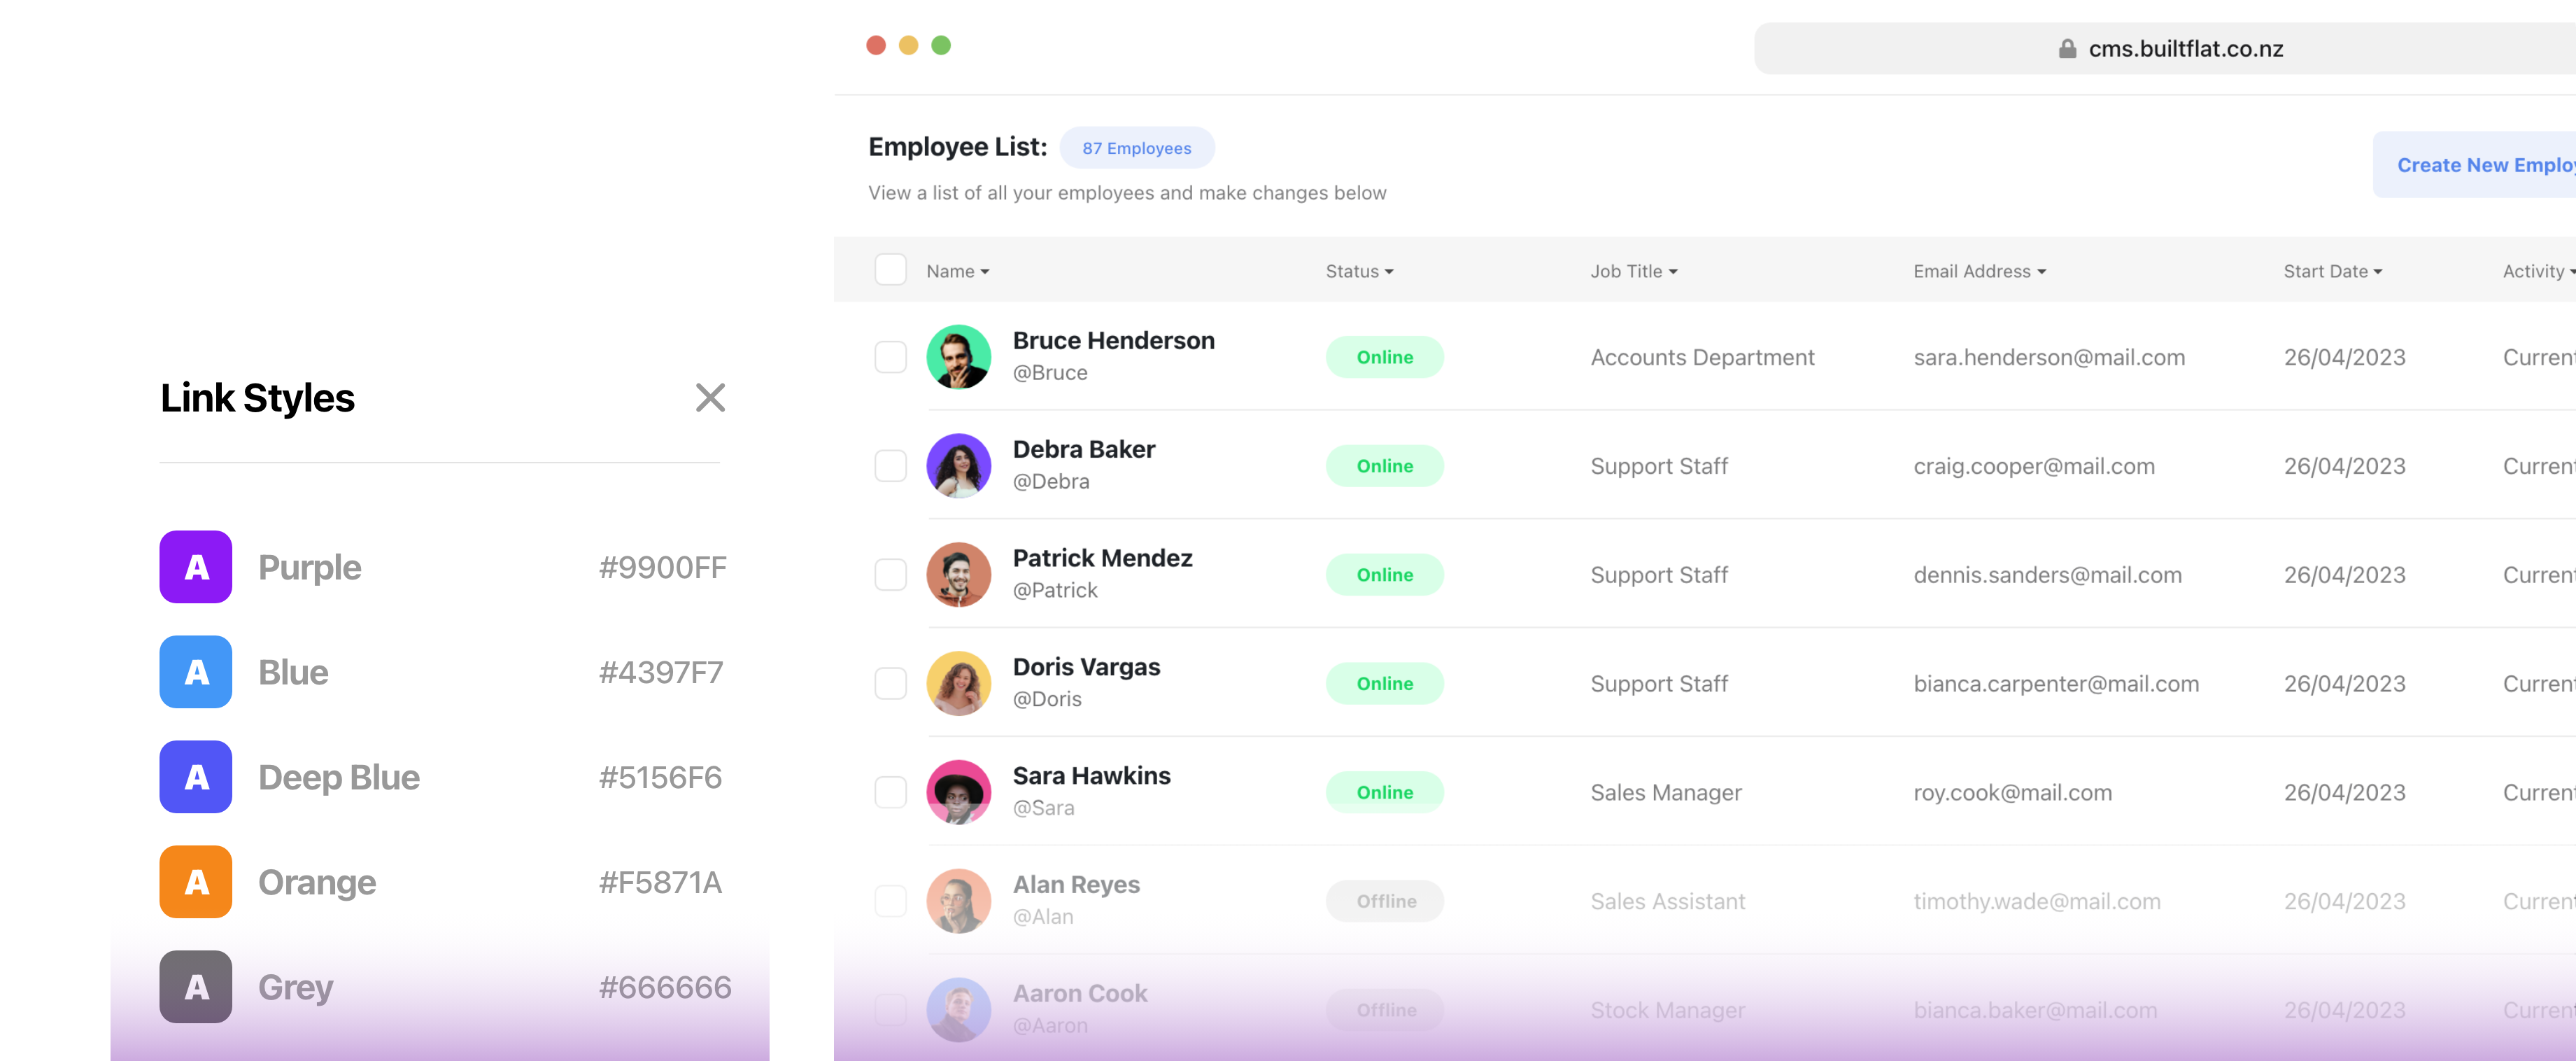 Link Styles
A Purple #9900FF
A Blue #4397F7
A Deep Blue #5156F6
A Orange #F5871A
A Grey #666666
cms.builtflat.co.nz
Employee List: 87 Employees
View a list of all your employees and make changes below
Create New Employ
Name Status Job Title Email Address Start Date Activity
Bruce Henderson
@Bruce
Online Accounts Department sara.henderson@mail.com 26/04/2023 Current
Debra Baker
@Debra
Online Support Staff craig.cooper@mail.com 26/04/2023 Current
Patrick Mendez
@Patrick
Online Support Staff dennis.sanders@mail.com 26/04/2023 Current
Doris Vargas
@Doris
Online Support Staff bianca.carpenter@mail.com 26/04/2023 Current
Sara Hawkins
@Sara
Online Sales Manager roy.cook@mail.com 26/04/2023 Current
Alan Reyes
@Alan
Offline Sales Assistant timothy.wade@mail.com 26/04/2023 Current
Aaron Cook
@Aaron
Offline Stock Manager bianca.baker@mail.com 26/04/2023 Current